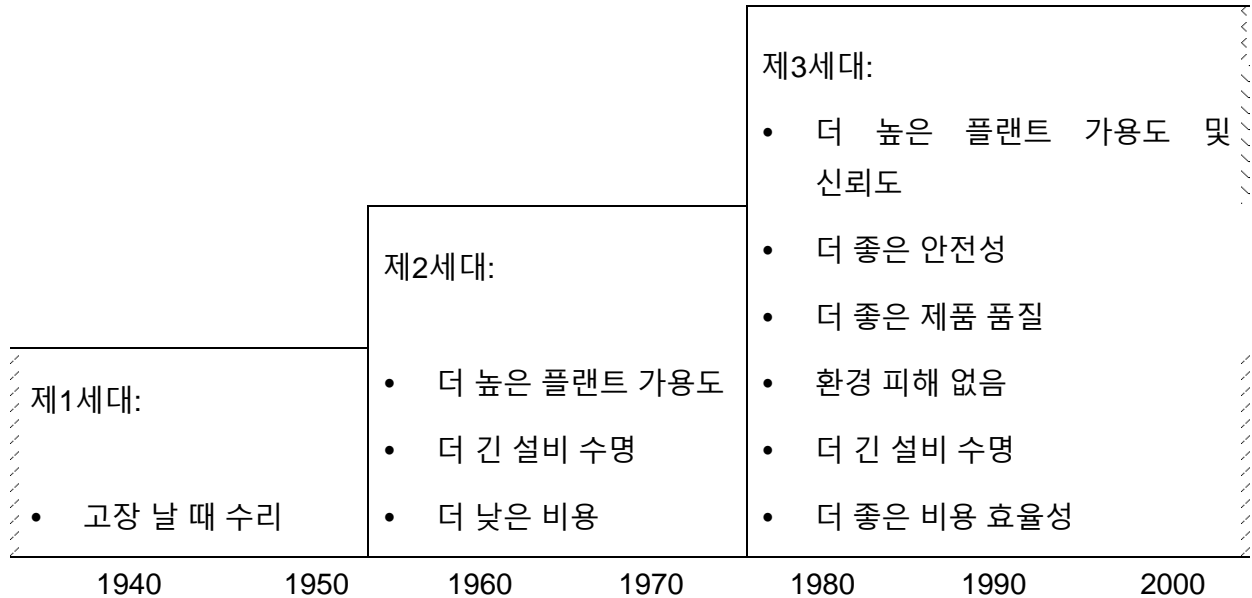 제3세대:
• 더 높은 플랜트 가용도 및
신뢰도
• 더 좋은 안전성
• 더 좋은 제품 품질
• 환경 피해 없음
• 더 긴 설비 수명
• 더 좋은 비용 효율성
제2세대:
• 더 높은 플랜트 가용도
• 더 긴 설비 수명
• 더 낮은 비용
제1세대:
• 고장 날 때 수리
1940 1950 1960 1970 1980 1990 2000